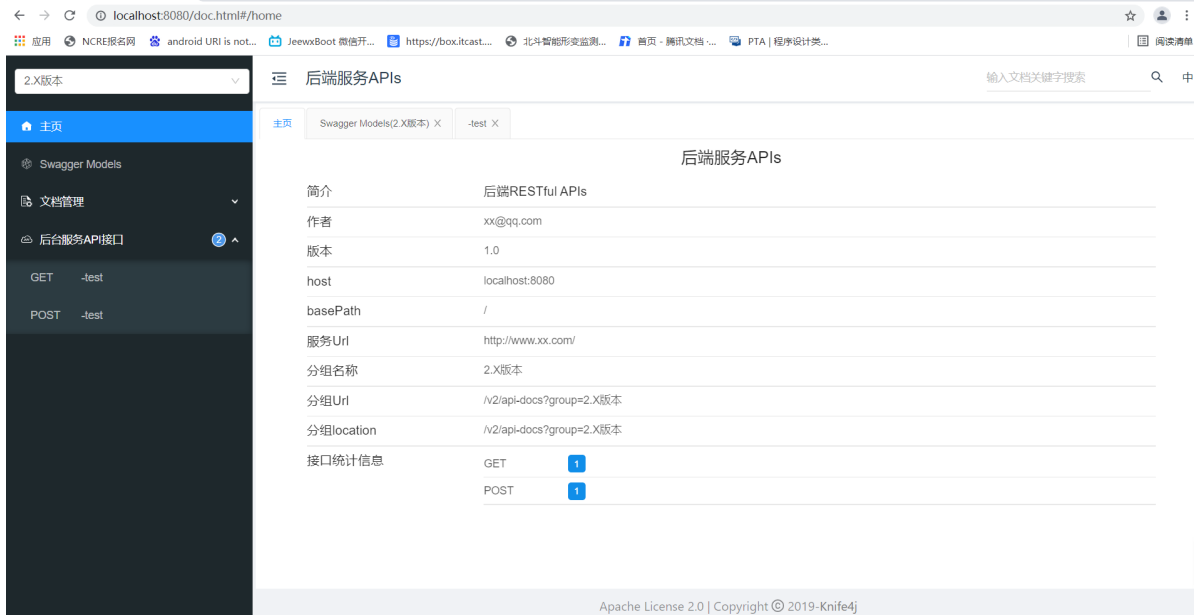 localhost:8080/doc.html#/home
应用 NCRE报名网 android URI is not... JeewxBoot 微信开... https://box.itcast.... 北斗智能形变监测... 首页 - 腾讯文档 -... PTA | 程序设计类... 阅读清单
2.X版本
后端服务APIs
输入文档关键字搜索
中
主页
Swagger Models
文档管理
后台服务API接口 2
GET -test
POST -test
主页 Swagger Models(2.X版本) -test
后端服务APIs
简介 后端RESTful APIs
作者 xx@qq.com
版本 1.0
host localhost:8080
basePath /
服务Url http://www.xx.com/
分组名称 2.X版本
分组Url /v2/api-docs?group=2.X版本
分组location /v2/api-docs?group=2.X版本
接口统计信息 GET 1
POST 1
Apache License 2.0 | Copyright © 2019-Knife4j